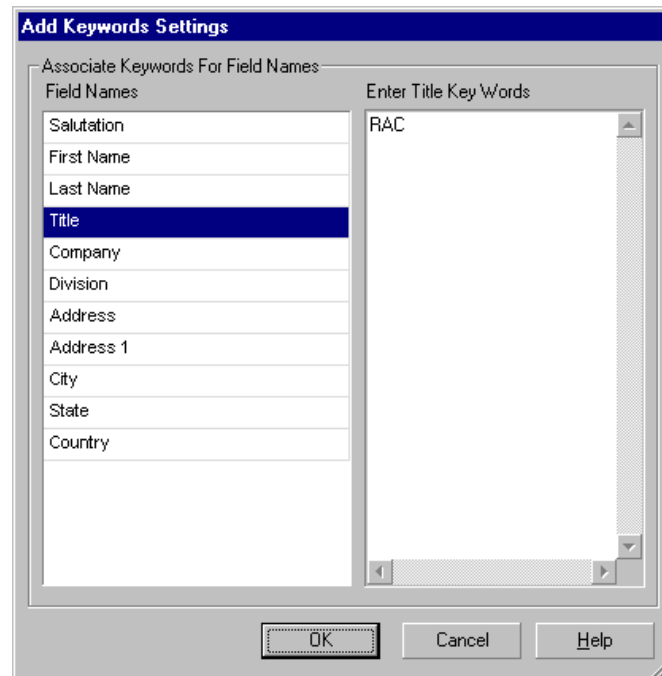 Add Keywords Settings
Associate Keywords For Field Names
Field Names
Enter Title Key Words
Salutation
First Name
Last Name
Title
Company
Division
Address
Address 1
City
State
Country
RAC
OK
Cancel
Help